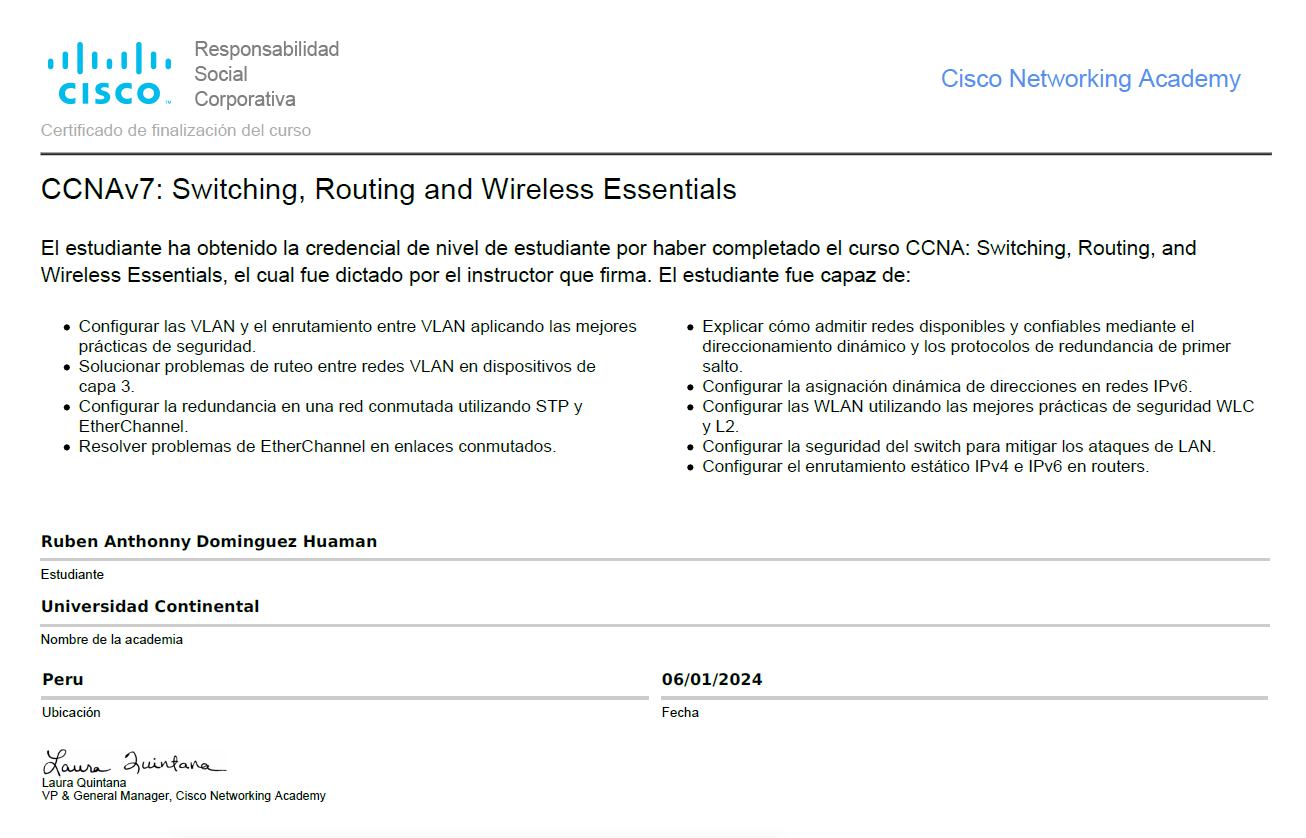 CISCO
Responsabilidad
Social
Corporativa
Cisco Networking Academy
Certificado de finalización del curso
CCNAv7: Switching, Routing and Wireless Essentials
El estudiante ha obtenido la credencial de nivel de estudiante por haber completado el curso CCNA: Switching, Routing, and
Wireless Essentials, el cual fue dictado por el instructor que firma. El estudiante fue capaz de:
• Configurar las VLAN y el enrutamiento entre VLAN aplicando las mejores
prácticas de seguridad.
• Solucionar problemas de ruteo entre redes VLAN en dispositivos de
capa 3.
• Configurar la redundancia en una red conmutada utilizando STP y
EtherChannel.
• Resolver problemas de EtherChannel en enlaces conmutados.
• Explicar cómo admitir redes disponibles y confiables mediante el
direccionamiento dinámico y los protocolos de redundancia de primer
salto.
• Configurar la asignación dinámica de direcciones en redes IPv6.
• Configurar las WLAN utilizando las mejores prácticas de seguridad WLC
y L2.
• Configurar la seguridad del switch para mitigar los ataques de LAN.
• Configurar el enrutamiento estático IPv4 e IPv6 en routers.
Ruben Anthonny Dominguez Huaman
Estudiante
Universidad Continental
Nombre de la academia
Peru
Ubicación
06/01/2024
Fecha
Laura Quintana
Laura Quintana
VP & General Manager, Cisco Networking Academy